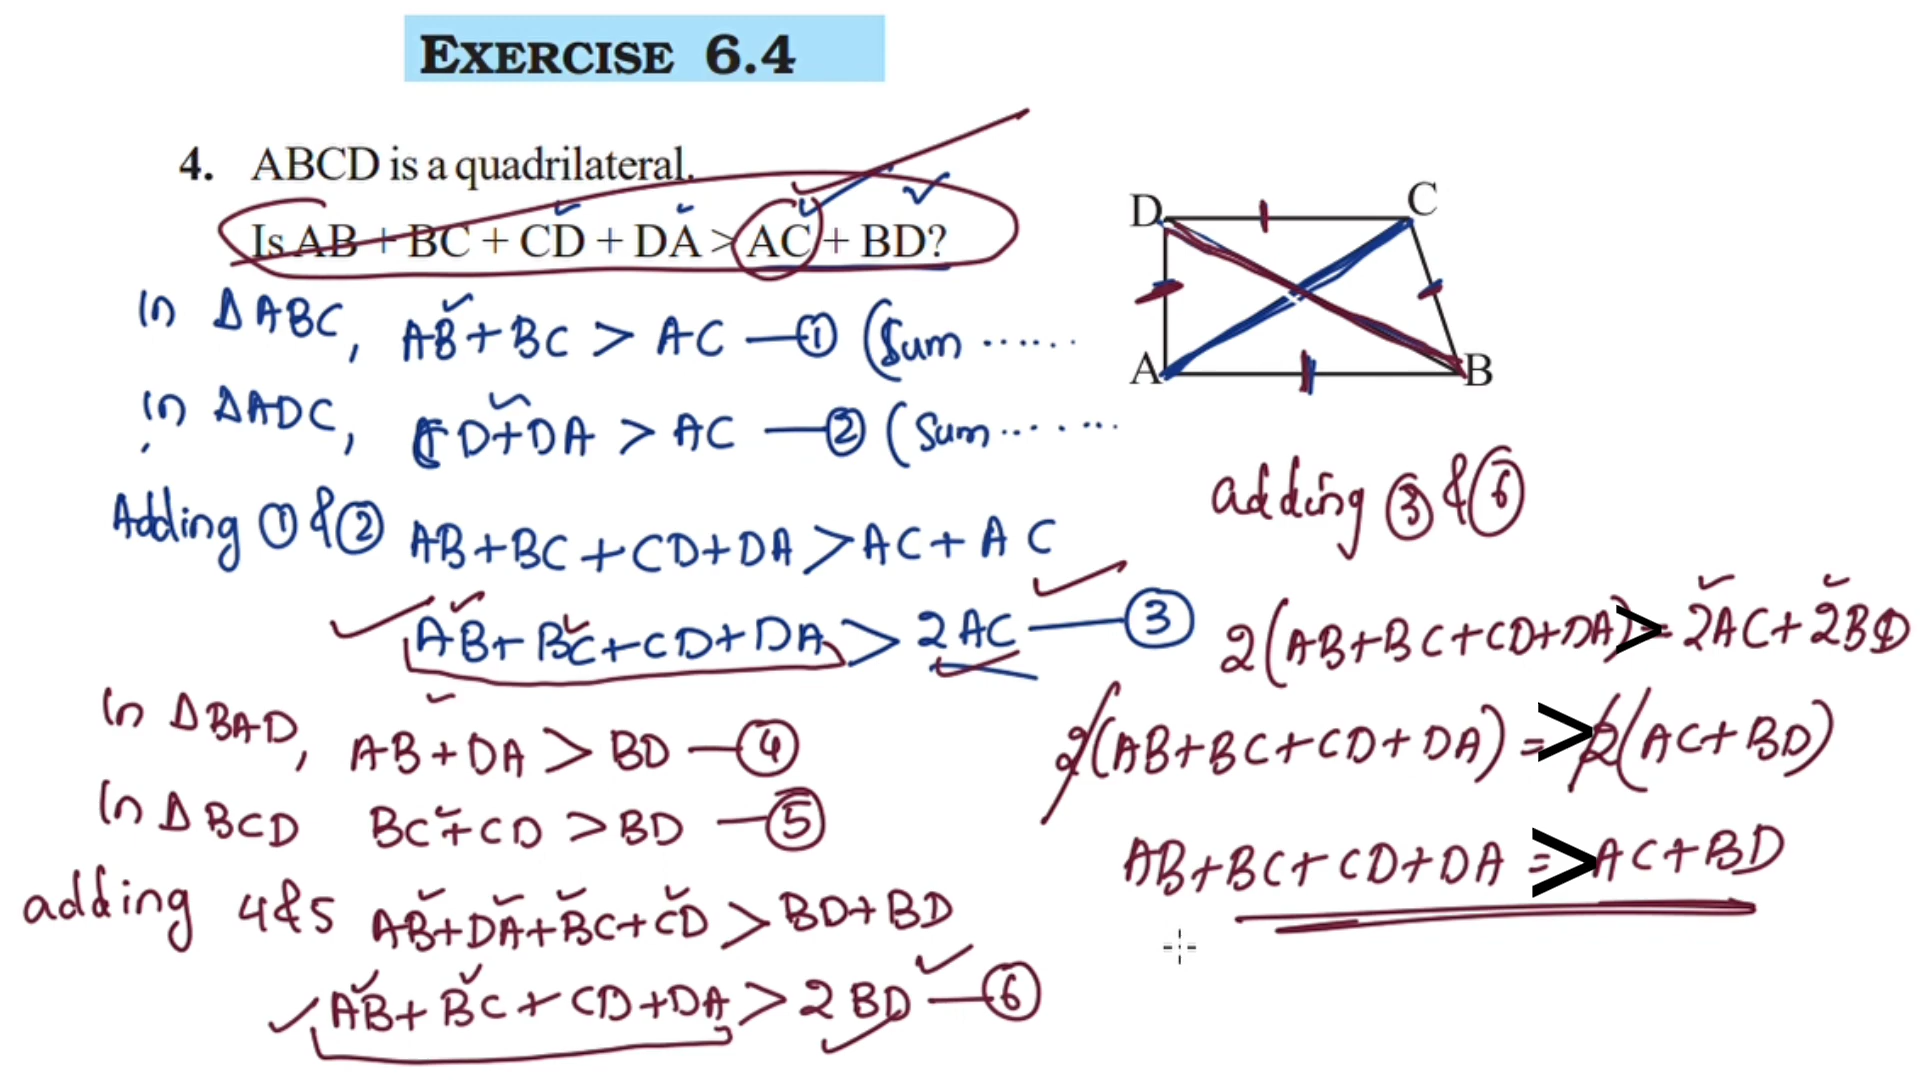 EXERCISE 6.4
4. ABCD is a quadrilateral.
Is AB + BC + CD + DA > AC + BD?
D C
A B
In ΔABC, AB+BC > AC —① (Sum ......
In ΔADC, CD+DA > AC —② (Sum .......
Adding ① & ② AB+BC+CD+DA > AC+AC
AB+BC+CD+DA > 2AC —③
In ΔBAD, AB+DA > BD —④
In ΔBCD BC+CD > BD —⑤
adding 4&5 AB+DA+BC+CD > BD+BD
AB+BC+CD+DA > 2BD —⑥
adding ③ & ⑥
2(AB+BC+CD+DA) > = 2AC+2BD
2(AB+BC+CD+DA) = > 2(AC+BD)
AB+BC+CD+DA = > AC+BD